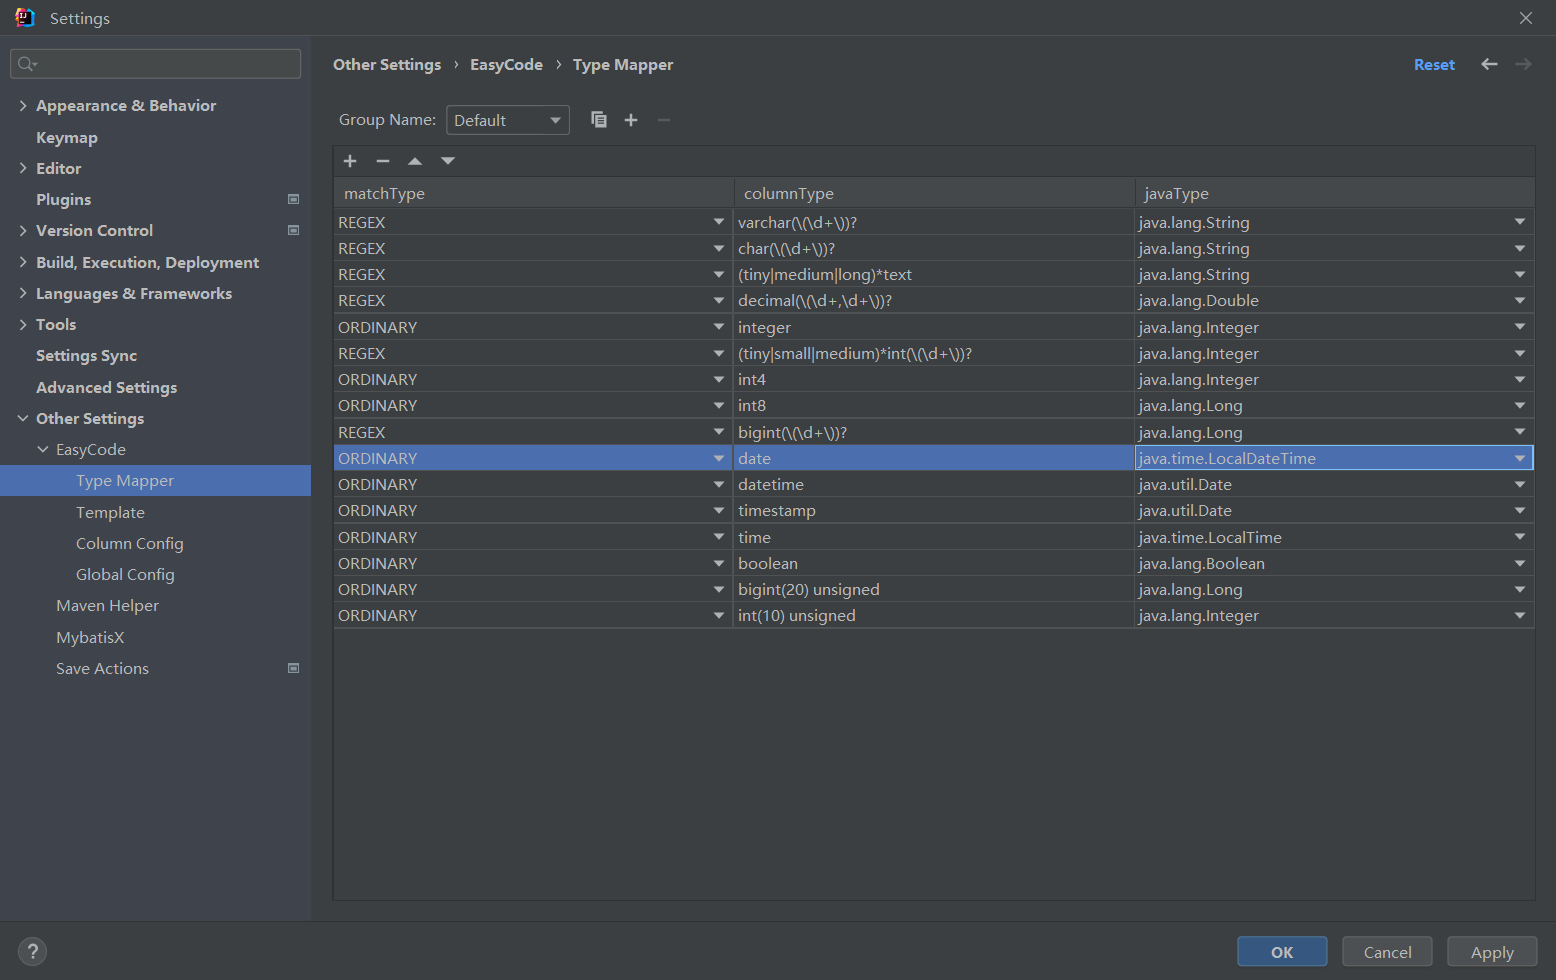 Settings
Other Settings › EasyCode › Type Mapper
Reset
Appearance & Behavior
Keymap
Editor
Plugins
Version Control
Build, Execution, Deployment
Languages & Frameworks
Tools
Settings Sync
Advanced Settings
Other Settings
EasyCode
Type Mapper
Template
Column Config
Global Config
Maven Helper
MybatisX
Save Actions
Group Name: Default
matchType columnType javaType
REGEX varchar(\(\d+\))? java.lang.String
REGEX char(\(\d+\))? java.lang.String
REGEX (tiny|medium|long)*text java.lang.String
REGEX decimal(\(\d+,\d+\))? java.lang.Double
ORDINARY integer java.lang.Integer
REGEX (tiny|small|medium)*int(\(\d+\))? java.lang.Integer
ORDINARY int4 java.lang.Integer
ORDINARY int8 java.lang.Long
REGEX bigint(\(\d+\))? java.lang.Long
ORDINARY date java.time.LocalDateTime
ORDINARY datetime java.util.Date
ORDINARY timestamp java.util.Date
ORDINARY time java.time.LocalTime
ORDINARY boolean java.lang.Boolean
ORDINARY bigint(20) unsigned java.lang.Long
ORDINARY int(10) unsigned java.lang.Integer
?
OK Cancel Apply